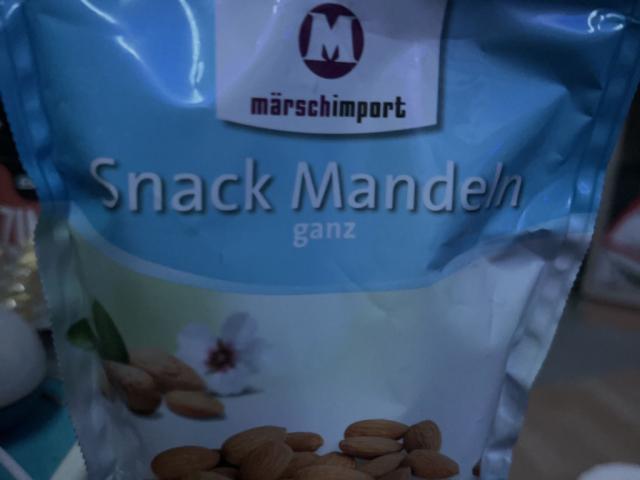 M
märschimport
Snack Mandeln
ganz